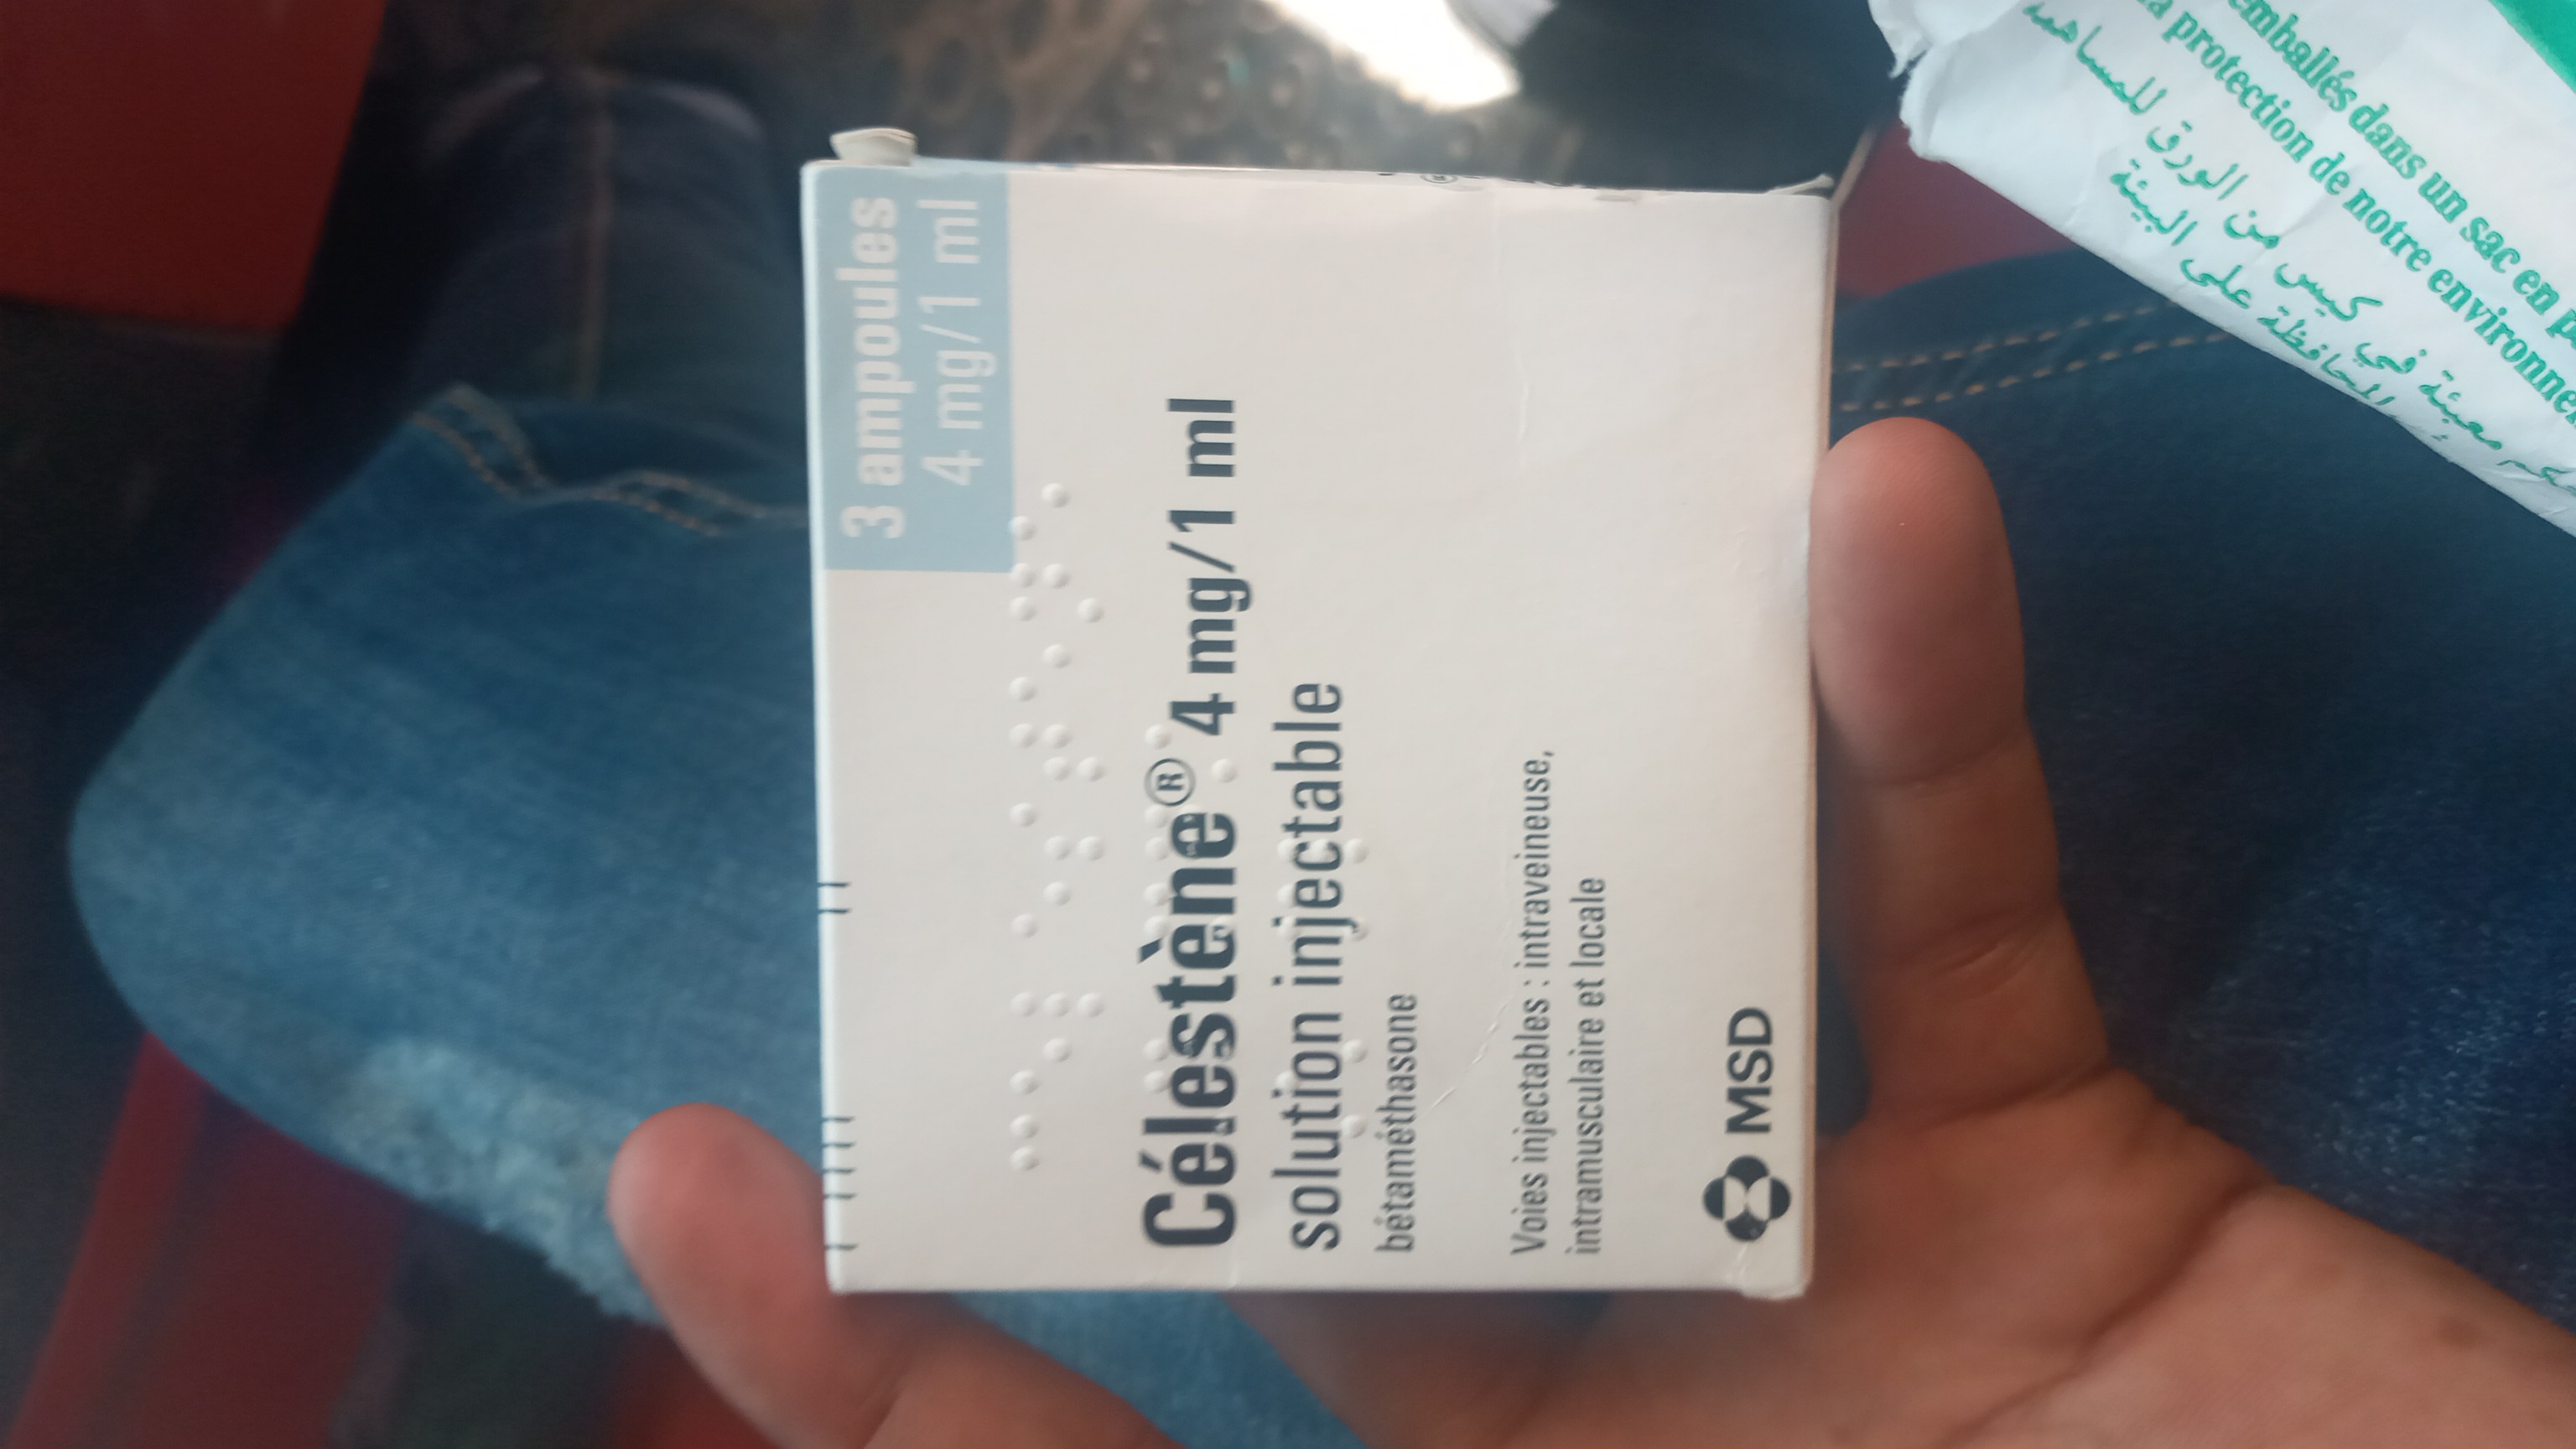 3 ampoules
4 mg/1 ml
Célestène® 4 mg/1 ml
solution injectable
bétaméthasone
Voies injectables : intraveineuse,
intramusculaire et locale
MSD
emballés dans un sac en
la protection de notre
للمساهمة
معبئة في كيس من الورق
المحافظة على البيئة